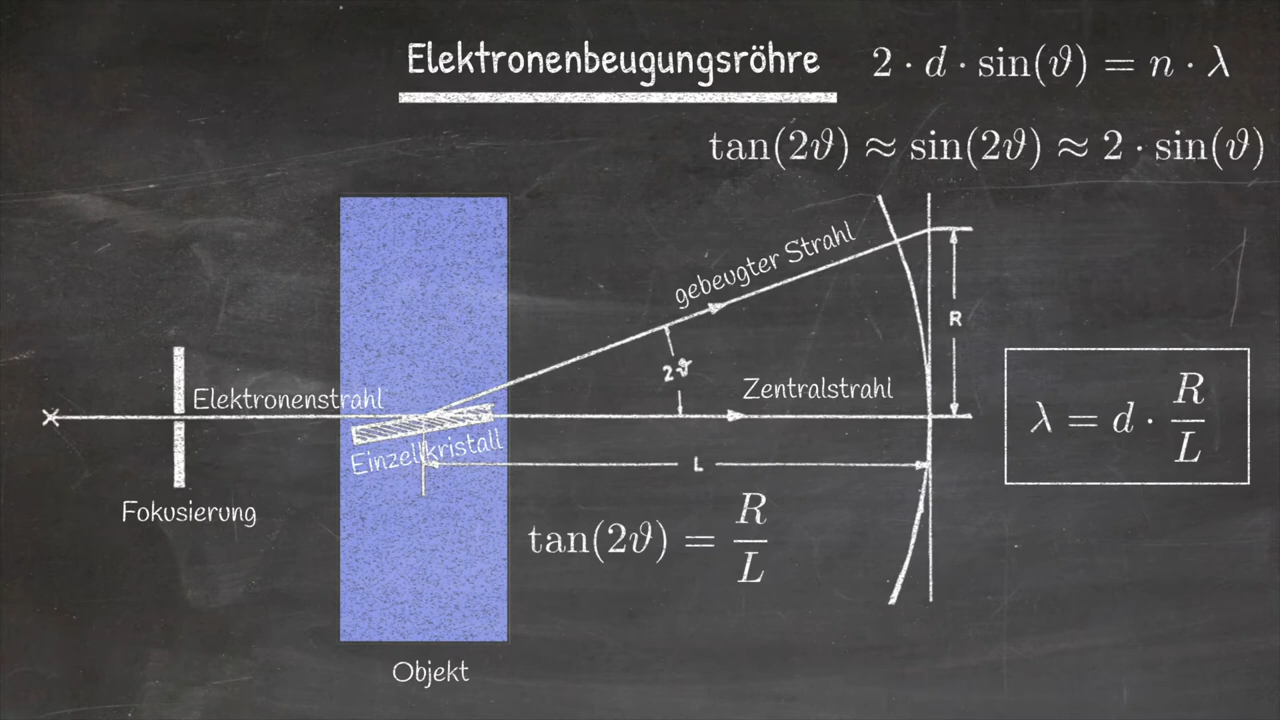 Elektronenbeugungsröhre
2 · d · sin(ϑ) = n · λ
tan(2ϑ) ≈ sin(2ϑ) ≈ 2 · sin(ϑ)
gebeugter Strahl
R
2ϑ
Elektronenstrahl
Zentralstrahl
λ = d · R/L
Einzelkristall
L
Fokusierung
tan(2ϑ) = R/L
Objekt